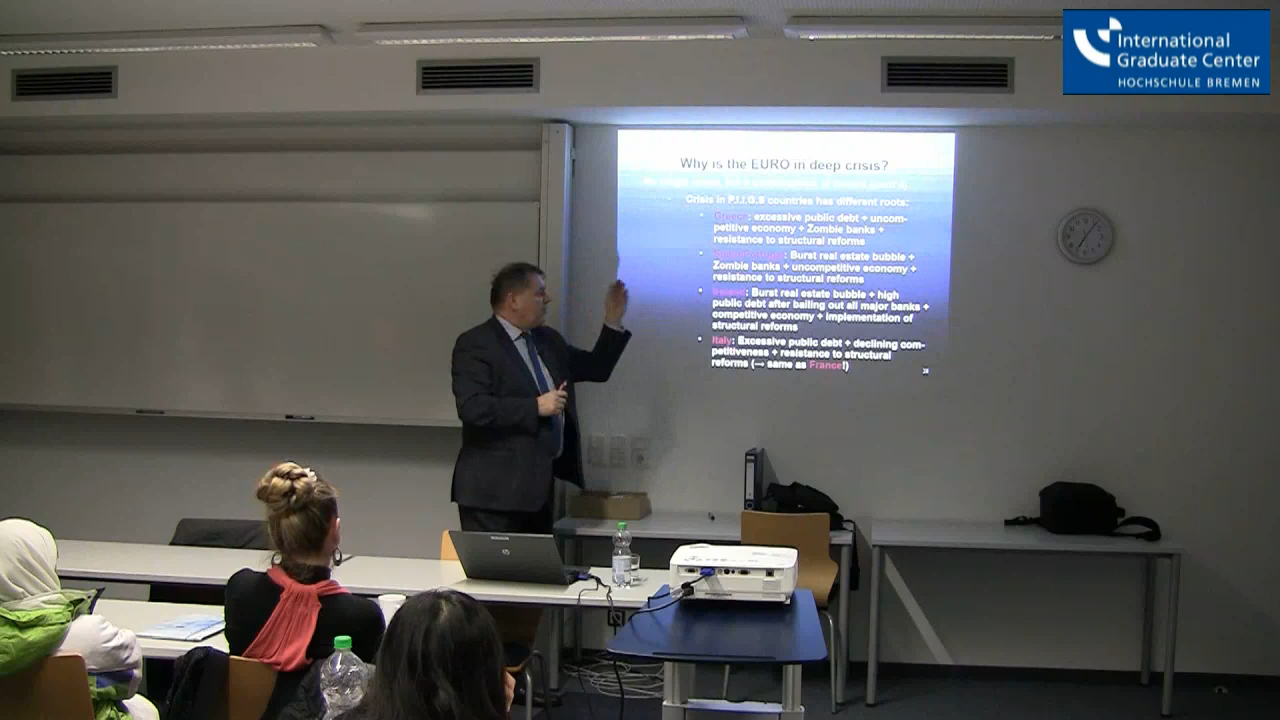 International
Graduate Center
HOCHSCHULE BREMEN
Why is the EURO in deep crisis?
Crisis in P.I.I.G.S countries has different roots:
Greece: excessive public debt + uncom-
petitive economy + Zombie banks +
resistance to structural reforms
: Burst real estate bubble +
Zombie banks + uncompetitive economy +
resistance to structural reforms
Ireland: Burst real estate bubble + high
public debt after bailing out all major banks +
competitive economy + implementation of
structural reforms
Italy: Excessive public debt + declining com-
petitiveness + resistance to structural
reforms (→ same as France!)
hp